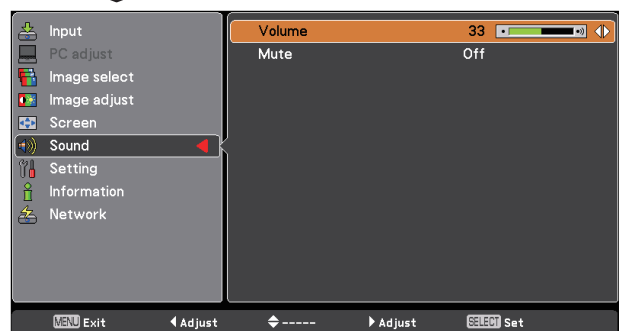 Input
PC adjust
Image select
Image adjust
Screen
Sound
Setting
Information
Network
Volume 33
Mute Off
MENU Exit ◀ Adjust ◆ ----- ▶ Adjust SELECT Set